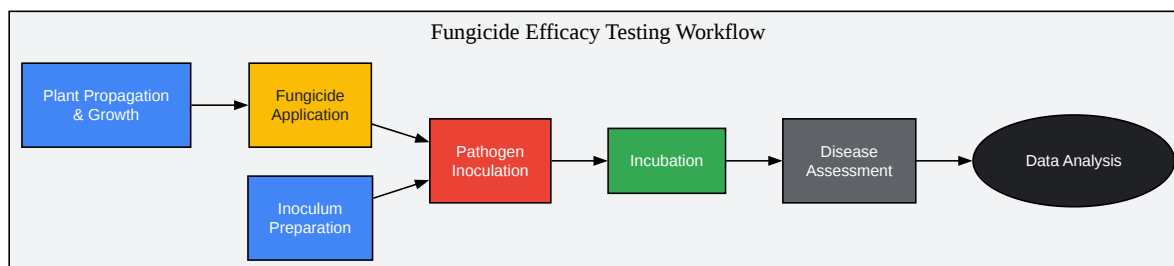 Fungicide Efficacy Testing Workflow
Plant Propagation
& Growth
Fungicide
Application
Inoculum
Preparation
Pathogen
Inoculation
Incubation
Disease
Assessment
Data Analysis